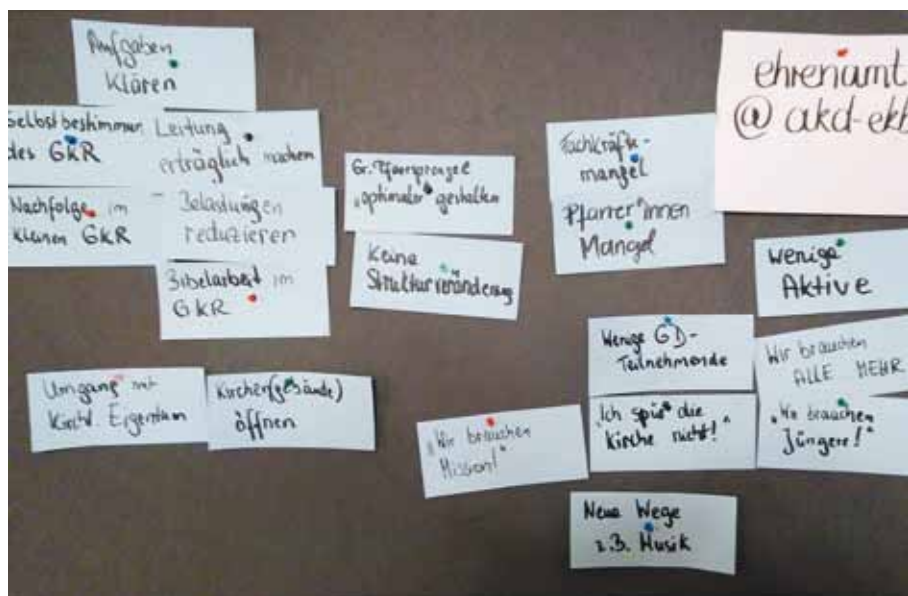 Aufgaben
Klären
Selbstbestimmen
des GKR
Leitung
erträglich machen
Nachfolge im
kleinen GKR
Belastungen
reduzieren
Bibelarbeit im
GKR
Umgang mit
Kirchl. Eigentum
Kirchen(gebäude)
öffnen
Gr. Pfarrsprengel
„optimaler“ gestalten
Keine
Strukturveränderung
Fachkräfte-
mangel
Pfarrer*innen
Mangel
ehrenamt
@akd-ekb
Wenige
Aktive
Wenige GD-
Teilnehmende
Wir brauchen
ALLE MEHR
„Wir brauchen
Mission!“
"Ich spür die
Kirche nicht!"
„Wir brauchen
Jüngere!“
Neue Wege
z.B. Musik